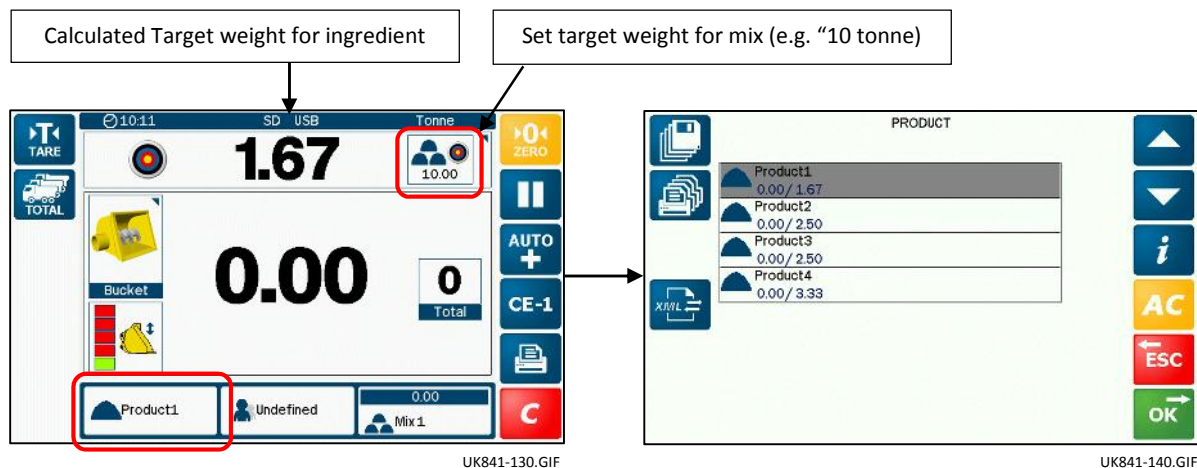 Calculated Target weight for ingredient
Set target weight for mix (e.g. “10 tonne)
10:11 SD USB Tonne
T
TARE
1.67
10.00
0
ZERO
TOTAL
AUTO
+
Bucket
0.00
0
Total
CE-1
Product1
Undefined
0.00
Mix 1
C
UK841-130.GIF
PRODUCT
Product1
0.00/ 1.67
Product2
0.00/ 2.50
Product3
0.00/ 2.50
Product4
0.00/ 3.33
XML
i
AC
ESC
OK
UK841-140.GIF